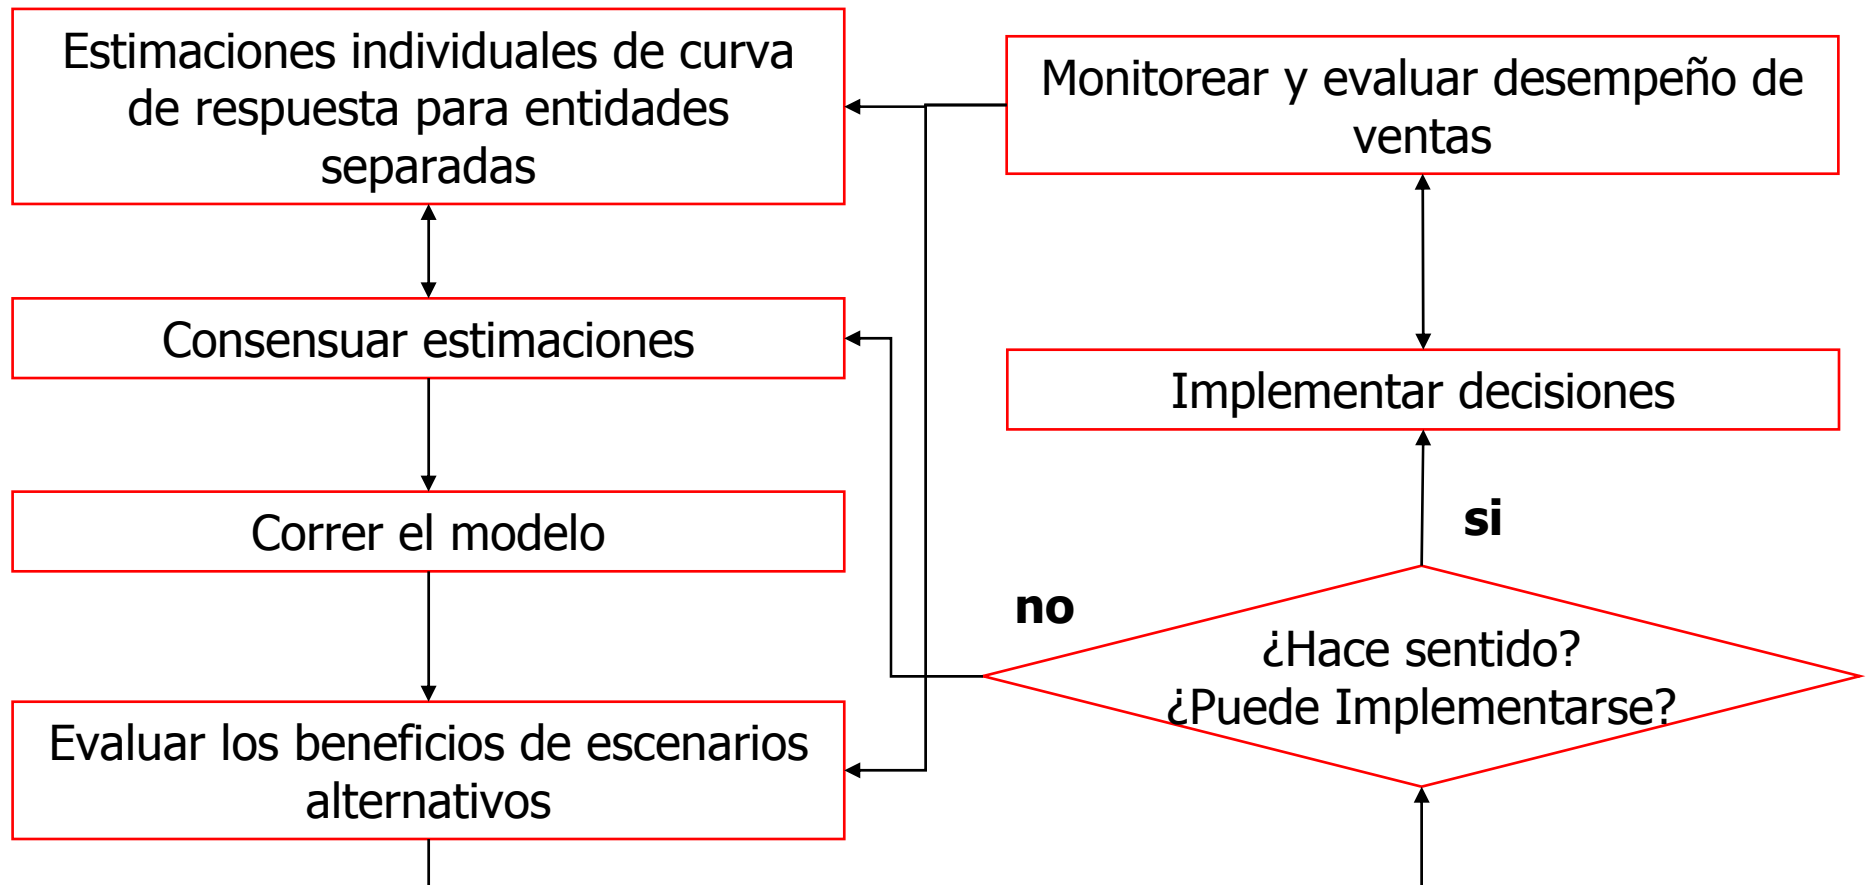 Estimaciones individuales de curva
de respuesta para entidades
separadas
Consensuar estimaciones
Correr el modelo
Evaluar los beneficios de escenarios
alternativos
Monitorear y evaluar desempeño de
ventas
Implementar decisiones
si
no
¿Hace sentido?
¿Puede Implementarse?